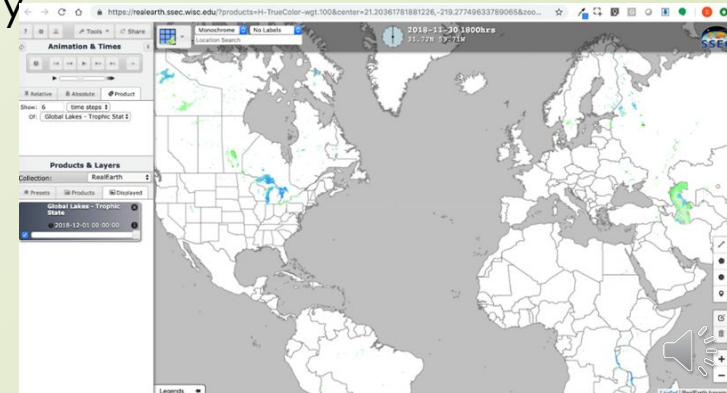 y
https://realearth.ssec.wisc.edu/?products=H-TrueColor-wgt.100&center=21.20361781881226,-219.27749633789065&zoo...
Tools Share
Monochrome No Labels
2018-11-30 1800hrs
Location Search
SSEC
Animation & Times
Relative Absolute Product
Show: 6 time steps
Of: Global Lakes - Trophic Stat
Products & Layers
Collection: RealEarth
Presets Products Displayed
Global Lakes - Trophic State
2018-12-01 00:00:00
Legends
Leaflet